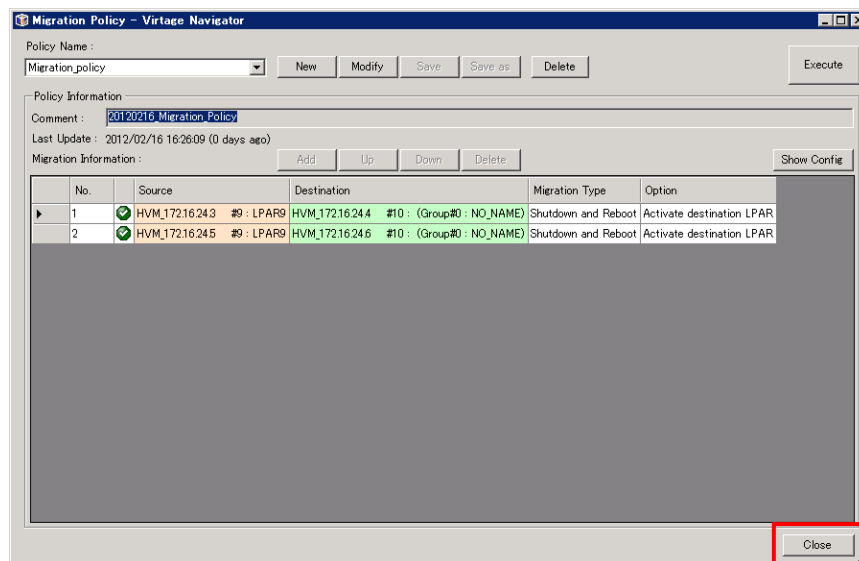 Migration Policy - Virtage Navigator
Policy Name :
Migration_policy New Modify Save Save as Delete Execute
Policy Information
Comment : 20120216_Migration_Policy
Last Update : 2012/02/16 16:26:09 (0 days ago)
Migration Information : Add Up Down Delete Show Config
No. Source Destination Migration Type Option
1 HVM_172.16.24.3 #9 : LPAR9 HVM_172.16.24.4 #10 : (Group#0 : NO_NAME) Shutdown and Reboot Activate destination LPAR
2 HVM_172.16.24.5 #9 : LPAR9 HVM_172.16.24.6 #10 : (Group#0 : NO_NAME) Shutdown and Reboot Activate destination LPAR
Close